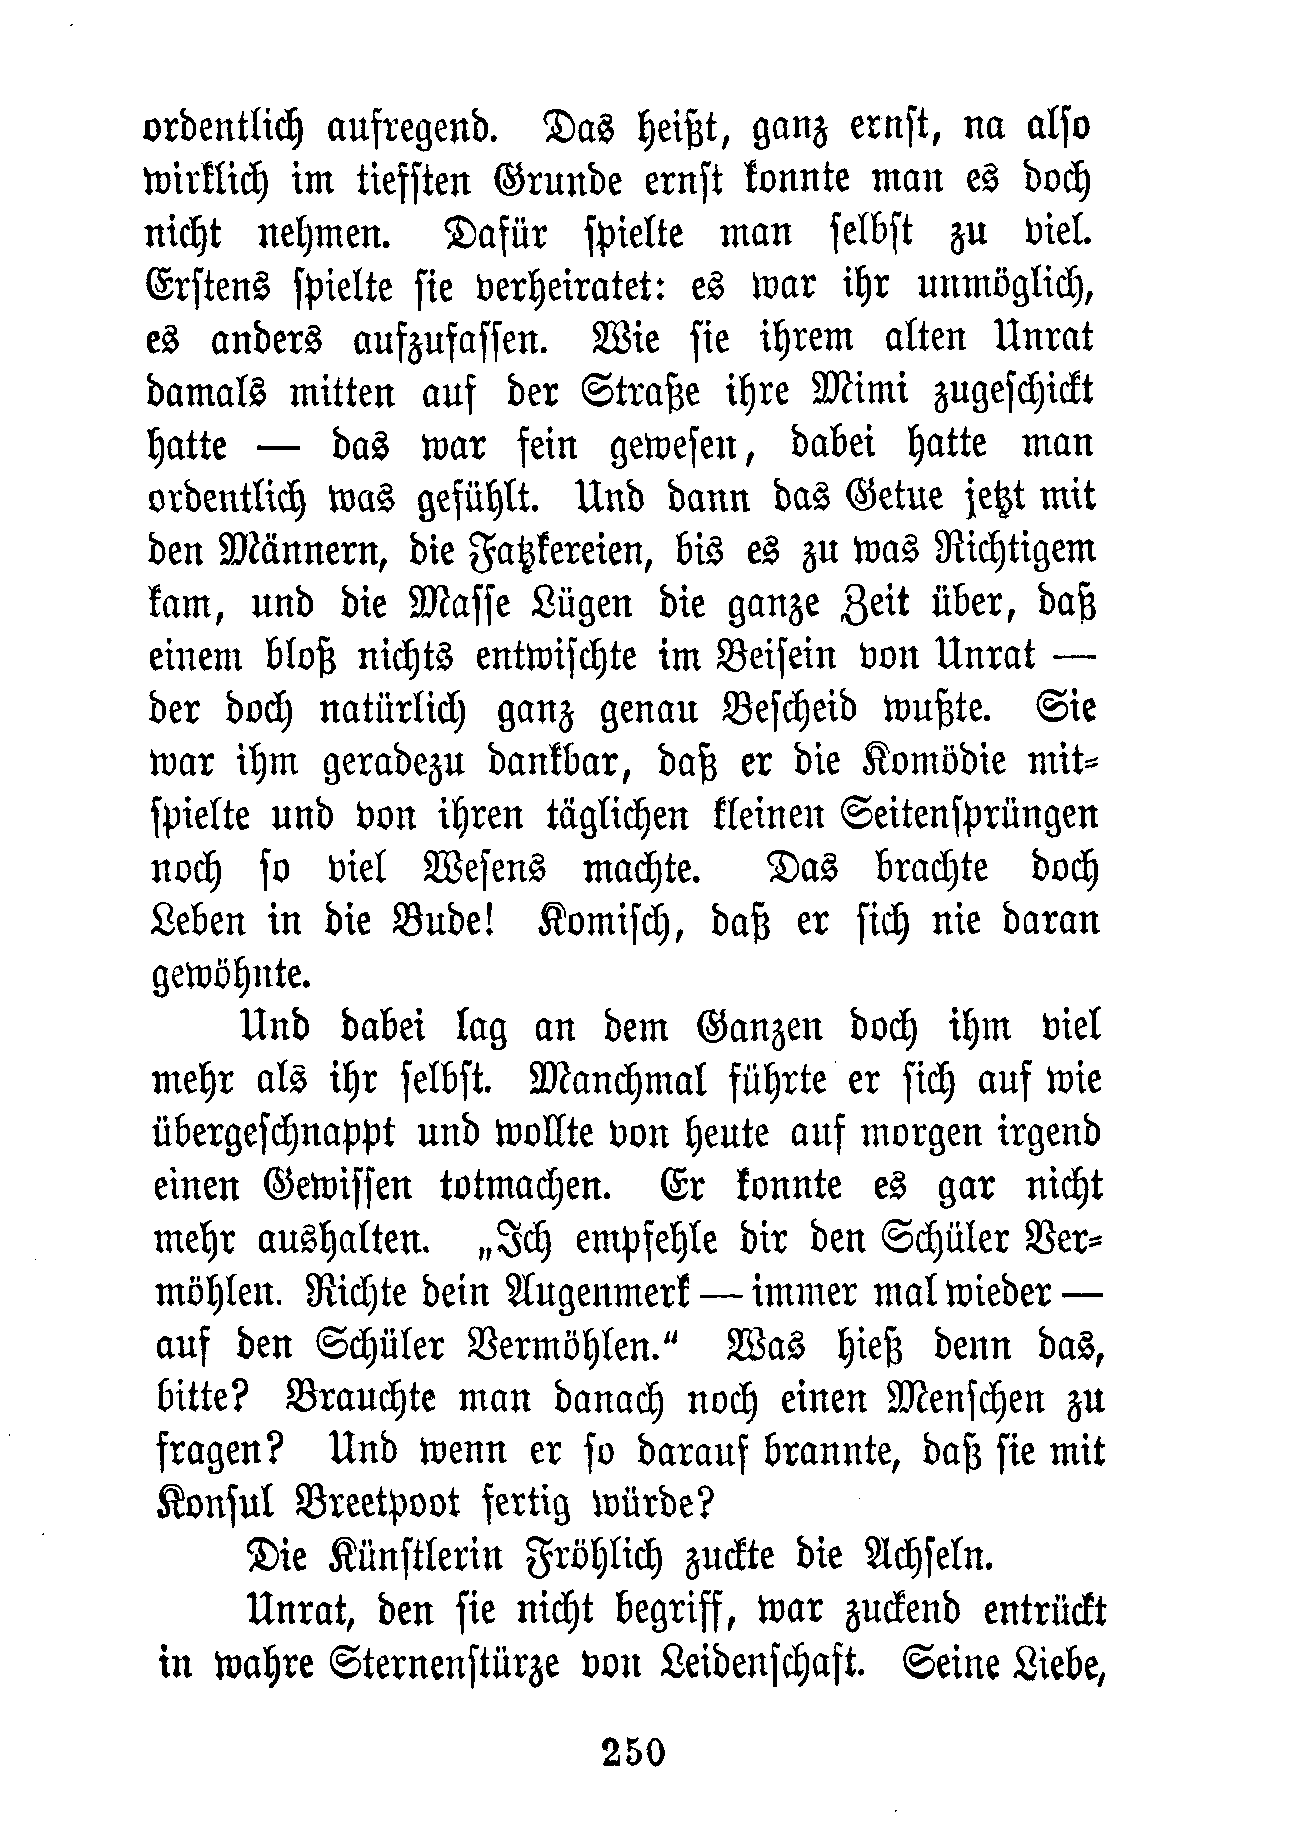 ordentlich aufregend. Das heißt, ganz ernst, na also
wirklich im tiefsten Grunde ernst konnte man es doch
nicht nehmen. Dafür spielte man selbst zu viel.
Erstens spielte sie verheiratet: es war ihr unmöglich,
es anders aufzufassen. Wie sie ihrem alten Unrat
damals mitten auf der Straße ihre Mimi zugeschickt
hatte — das war fein gewesen, dabei hatte man
ordentlich was gefühlt. Und dann das Getue jetzt mit
den Männern, die Fatzkereien, bis es zu was Richtigem
kam, und die Masse Lügen die ganze Zeit über, daß
einem bloß nichts entwischte im Beisein von Unrat —
der doch natürlich ganz genau Bescheid wußte. Sie
war ihm geradezu dankbar, daß er die Komödie mit-
spielte und von ihren täglichen kleinen Seitensprüngen
noch so viel Wesens machte. Das brachte doch
Leben in die Bude! Komisch, daß er sich nie daran
gewöhnte.
Und dabei lag an dem Ganzen doch ihm viel
mehr als ihr selbst. Manchmal führte er sich auf wie
übergeschnappt und wollte von heute auf morgen irgend
einen Gewissen totmachen. Er konnte es gar nicht
mehr aushalten. „Ich empfehle dir den Schüler Ver-
möhlen. Richte dein Augenmerk — immer mal wieder —
auf den Schüler Vermöhlen.“ Was hieß denn das,
bitte? Brauchte man danach noch einen Menschen zu
fragen? Und wenn er so darauf brannte, daß sie mit
Konsul Breetpoot fertig würde?
Die Künstlerin Fröhlich zuckte die Achseln.
Unrat, den sie nicht begriff, war zuckend entrückt
in wahre Sternenstürze von Leidenschaft. Seine Liebe,
250